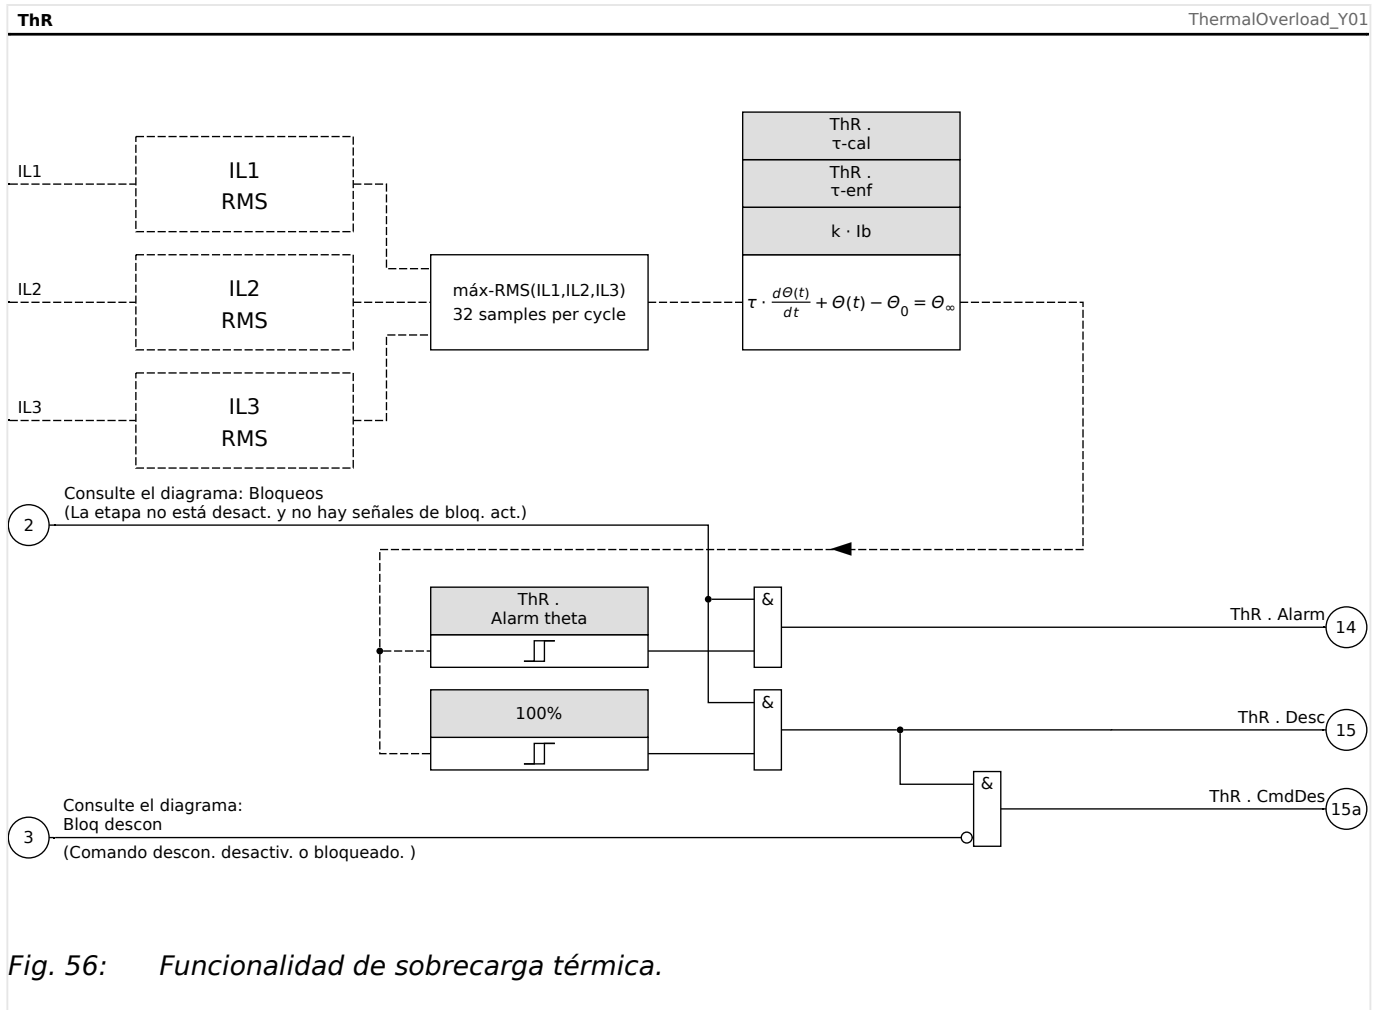 ThR
ThermalOverload_Y01
ThR .
τ-cal
ThR .
τ-enf
k · Ib
τ · dΘ(t)/dt + Θ(t) − Θ₀ = Θ∞
IL1
IL1
RMS
IL2
IL2
RMS
máx-RMS(IL1,IL2,IL3)
32 samples per cycle
IL3
IL3
RMS
Consulte el diagrama: Bloqueos
(La etapa no está desact. y no hay señales de bloq. act.)
2
ThR .
Alarm theta
&
ThR . Alarm
14
100%
&
ThR . Desc
15
&
ThR . CmdDes
15a
Consulte el diagrama:
Bloq descon
3
(Comando descon. desactiv. o bloqueado. )
Fig. 56: Funcionalidad de sobrecarga térmica.